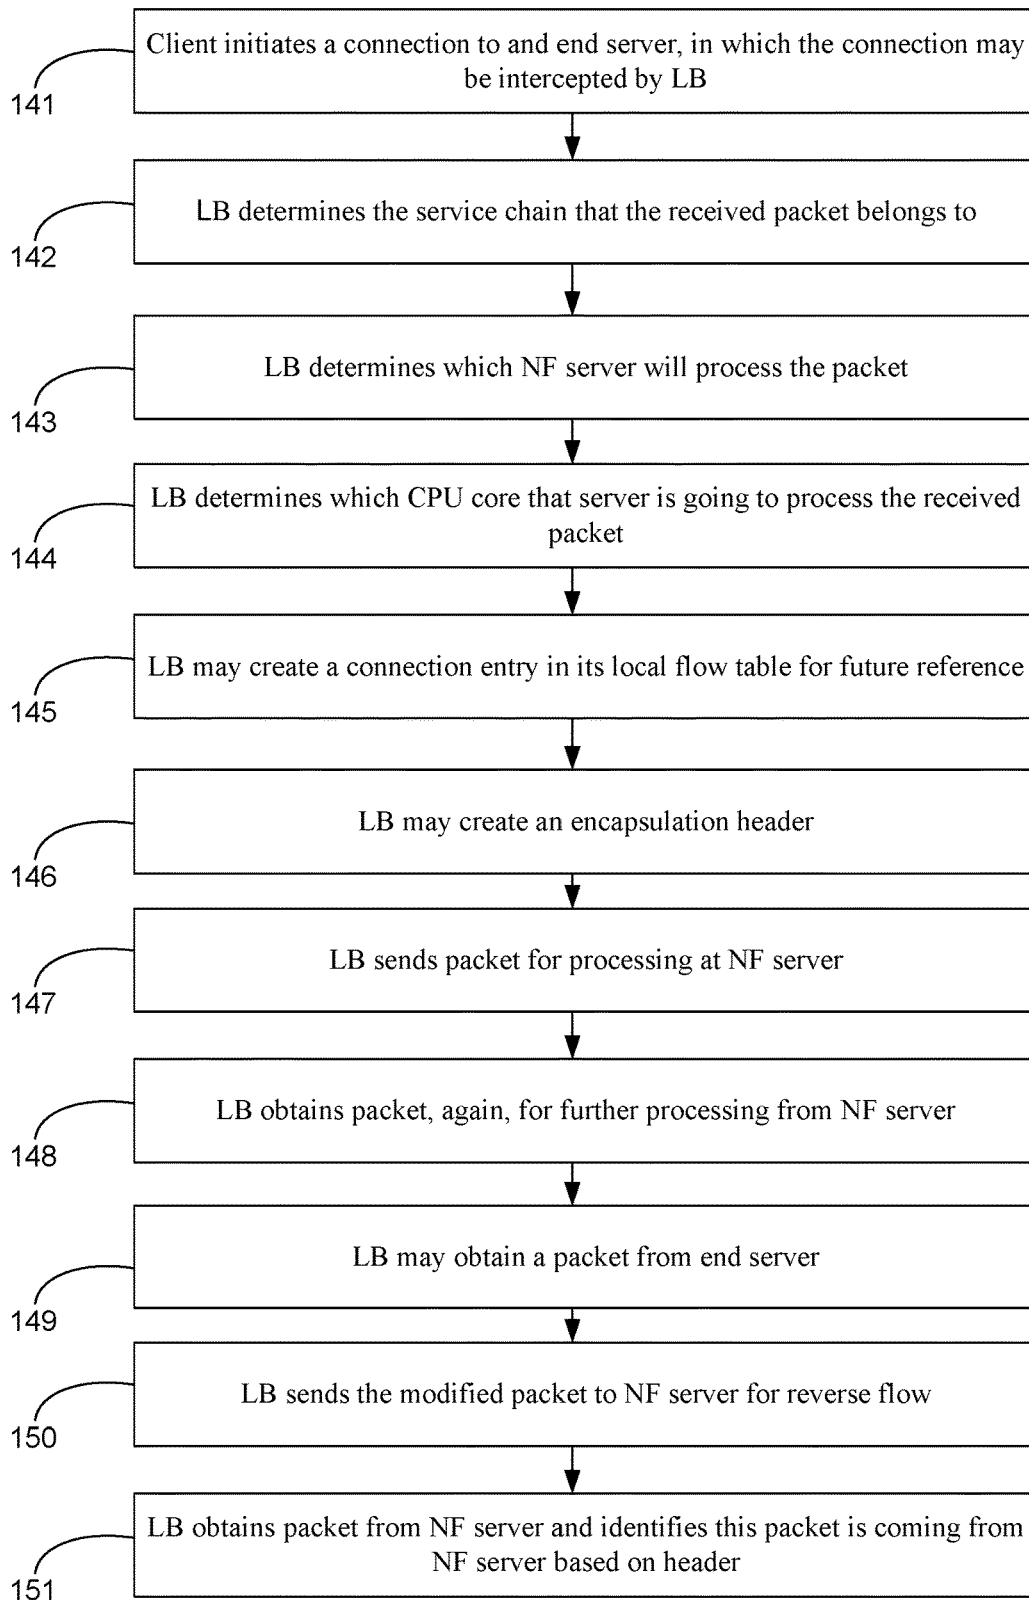 Client initiates a connection to and end server, in which the connection may
be intercepted by LB
141
LB determines the service chain that the received packet belongs to
142
LB determines which NF server will process the packet
143
LB determines which CPU core that server is going to process the received
packet
144
LB may create a connection entry in its local flow table for future reference
145
LB may create an encapsulation header
146
LB sends packet for processing at NF server
147
LB obtains packet, again, for further processing from NF server
148
LB may obtain a packet from end server
149
LB sends the modified packet to NF server for reverse flow
150
LB obtains packet from NF server and identifies this packet is coming from
NF server based on header
151